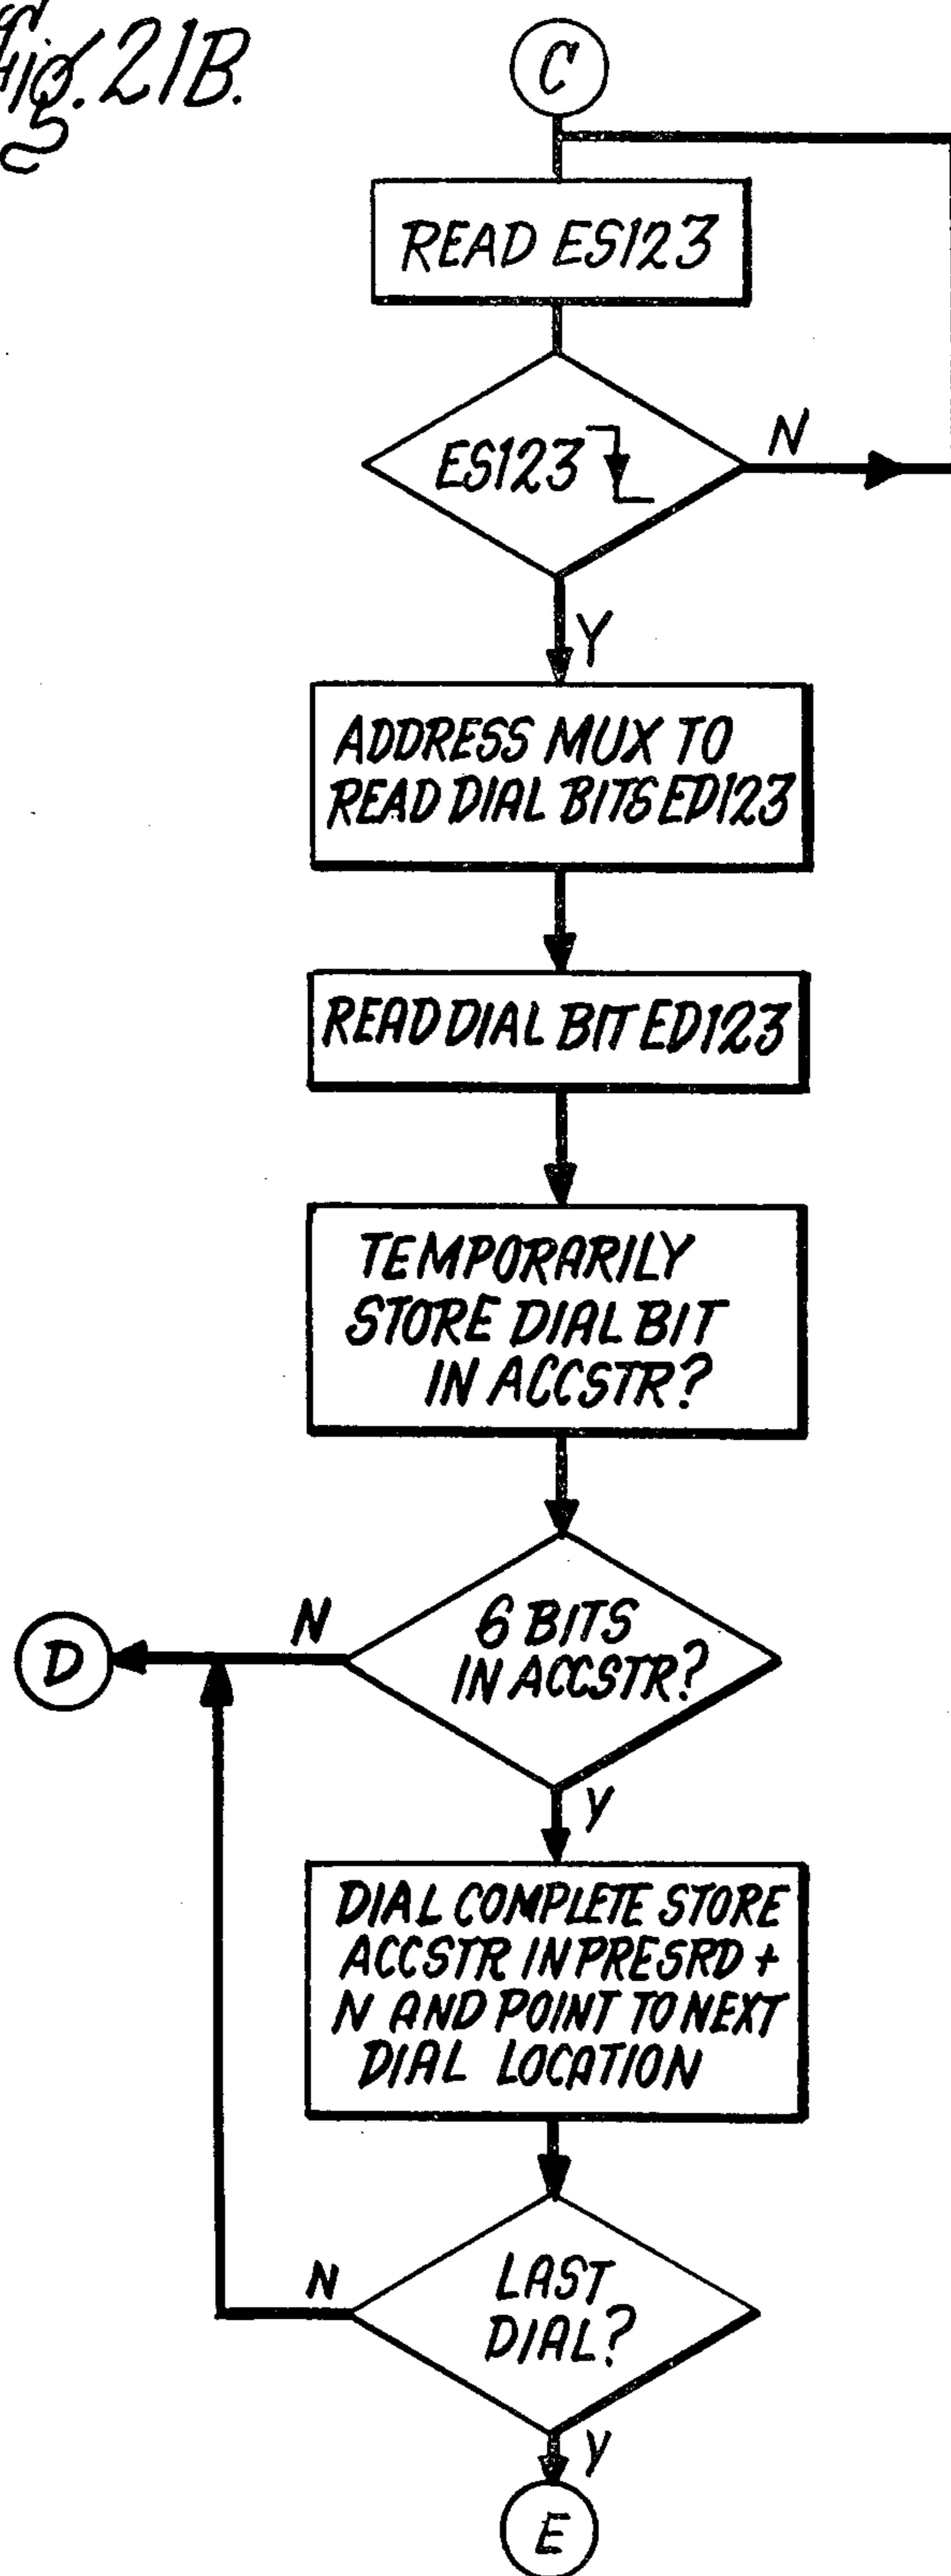 Fig. 21B.
C
READ ES123
ES123
N
Y
ADDRESS MUX TO
READ DIAL BITS ED123
READ DIAL BIT ED123
TEMPORARILY
STORE DIAL BIT
IN ACCSTR?
N
6 BITS
IN ACCSTR?
D
Y
DIAL COMPLETE STORE
ACCSTR IN PRESRD +
N AND POINT TO NEXT
DIAL LOCATION
N
LAST
DIAL?
Y
E